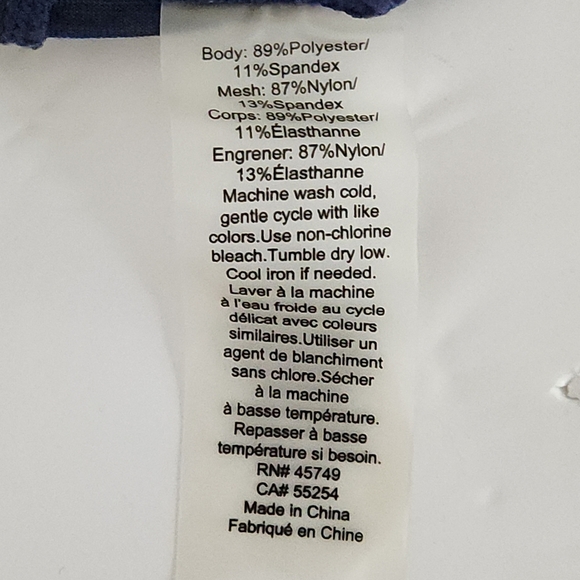 Body: 89%Polyester/
11%Spandex
Mesh: 87%Nylon/
13%Spandex
Corps: 89%Polyester/
11%Élasthanne
Engrener: 87%Nylon/
13%Élasthanne
Machine wash cold,
gentle cycle with like
colors.Use non-chlorine
bleach.Tumble dry low.
Cool iron if needed.
Laver à la machine
à l'eau froide au cycle
délicat avec couleurs
similaires.Utiliser un
agent de blanchiment
sans chlore.Sécher
à la machine
à basse température.
Repasser à basse
température si besoin.
RN# 45749
CA# 55254
Made in China
Fabriqué en Chine